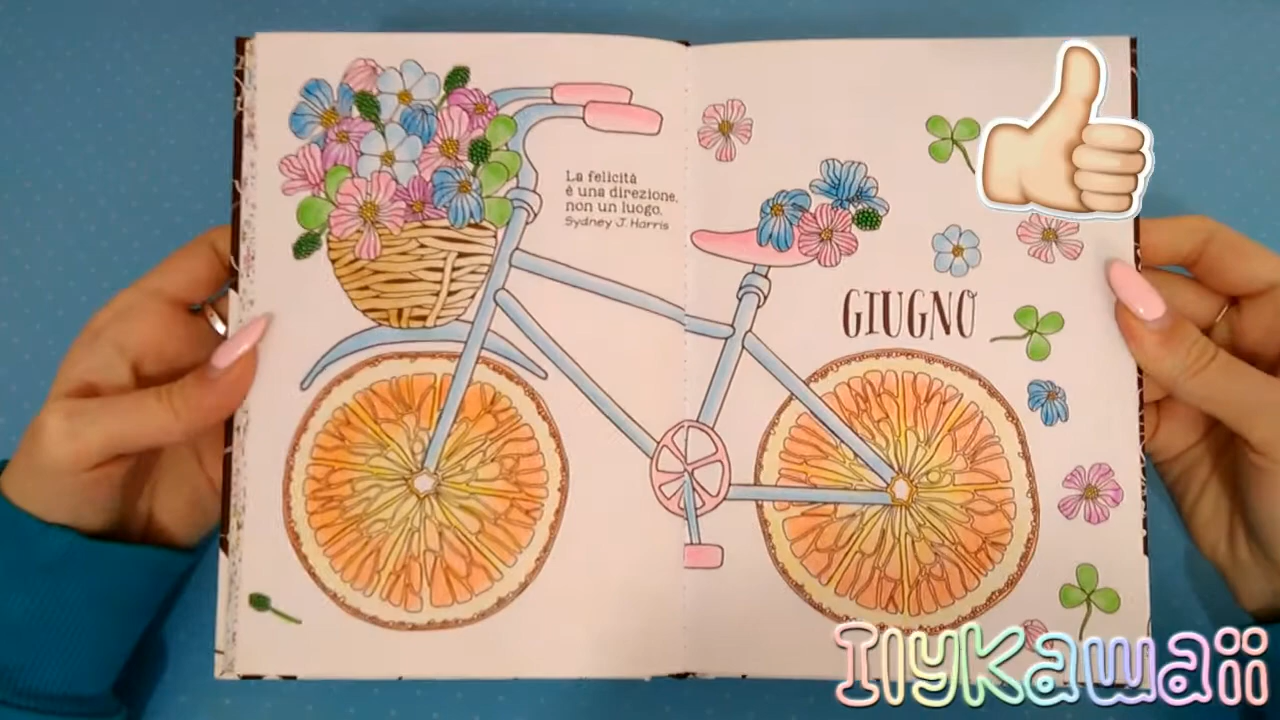 La felicità
è una direzione,
non un luogo.
Sydney J. Harris
GIUGNO
IlyKawaii